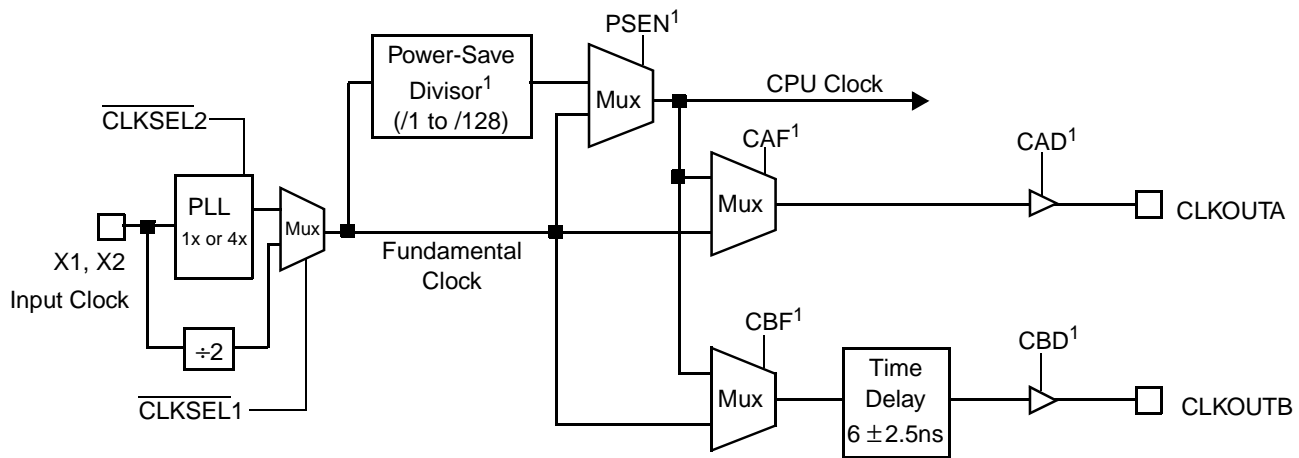 PSEN¹
Power-Save
Divisor¹
(/1 to /128)
Mux
CPU Clock
CLKSEL2
CAF¹
CAD¹
PLL
1x or 4x
Mux
Mux
CLKOUTA
X1, X2
Input Clock
Fundamental
Clock
÷2
CLKSEL1
CBF¹
Mux
Time
Delay
6 ±2.5ns
CBD¹
CLKOUTB